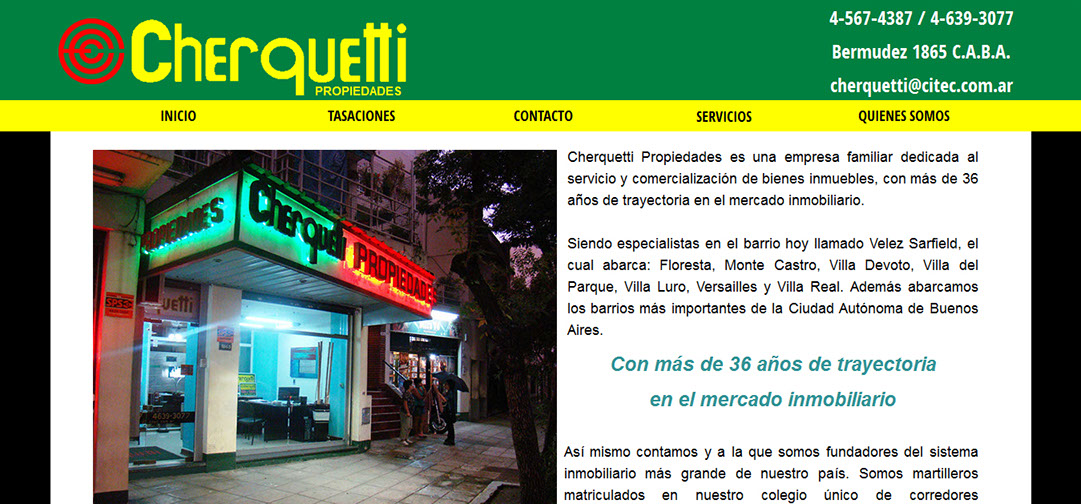 Cherquetti
PROPIEDADES
4-567-4387 / 4-639-3077
Bermudez 1865 C.A.B.A.
cherquetti@citec.com.ar
INICIO
TASACIONES
CONTACTO
SERVICIOS
QUIENES SOMOS
PROPIEDADES
Cherquetti PROPIEDADES
SPS
quetti
4639-3077
Cherquetti Propiedades es una empresa familiar dedicada al
servicio y comercialización de bienes inmuebles, con más de 36
años de trayectoria en el mercado inmobiliario.
Siendo especialistas en el barrio hoy llamado Velez Sarfield, el
cual abarca: Floresta, Monte Castro, Villa Devoto, Villa del
Parque, Villa Luro, Versailles y Villa Real. Además abarcamos
los barrios más importantes de la Ciudad Autónoma de Buenos
Aires.
Con más de 36 años de trayectoria
en el mercado inmobiliario
Así mismo contamos y a la que somos fundadores del sistema
inmobiliario más grande de nuestro país. Somos martilleros
matriculados en nuestro colegio único de corredores